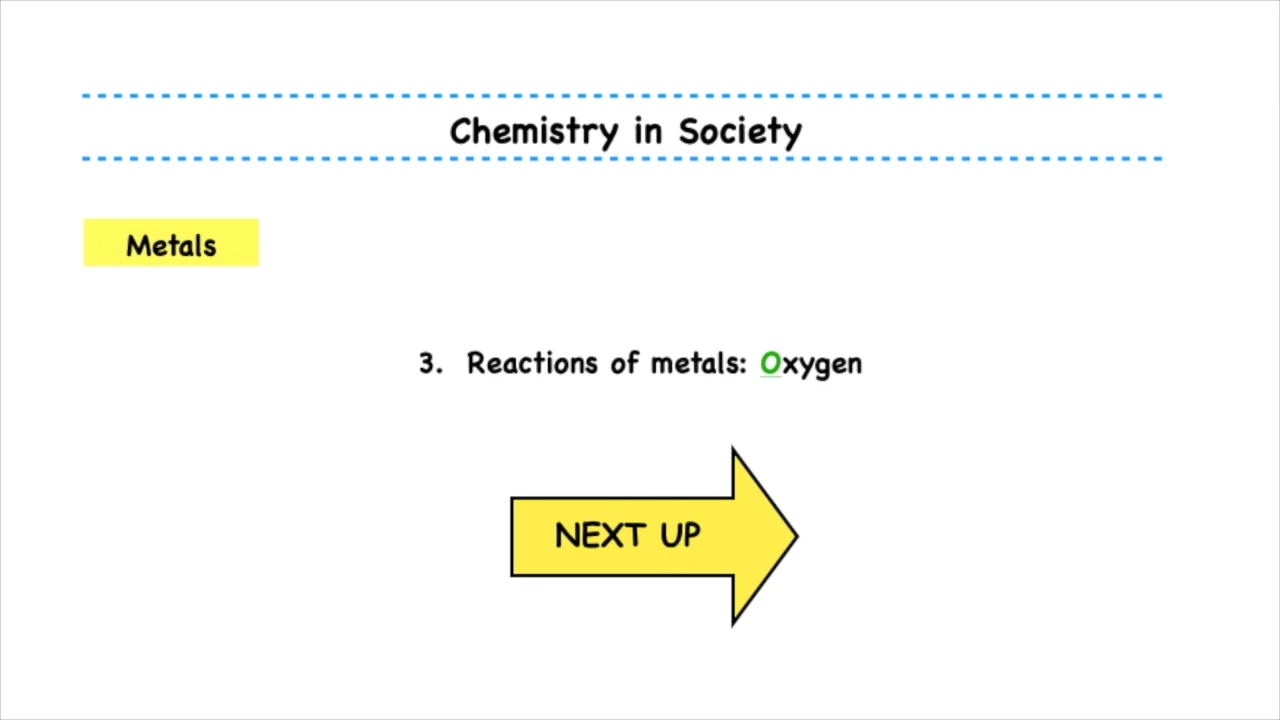 Chemistry in Society
Metals
3. Reactions of metals: Oxygen
NEXT UP